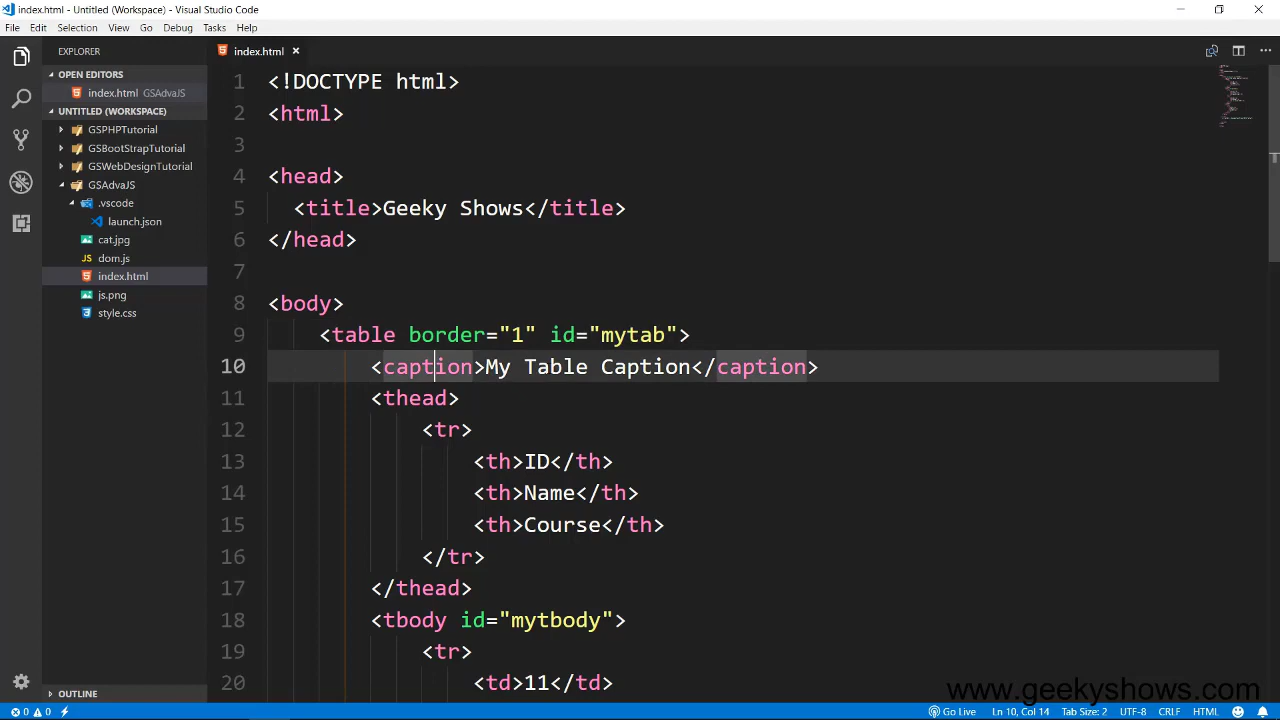 index.html - Untitled (Workspace) - Visual Studio Code
File Edit Selection View Go Debug Tasks Help
EXPLORER
OPEN EDITORS
index.html GSAdvaJS
UNTITLED (WORKSPACE)
GSPHPTutorial
GSBootStrapTutorial
GSWebDesignTutorial
GSAdvaJS
.vscode
launch.json
cat.jpg
JS dom.js
index.html
js.png
style.css
OUTLINE
index.html
1 <!DOCTYPE html>
2 <html>
3
4 <head>
5 <title>Geeky Shows</title>
6 </head>
7
8 <body>
9 <table border="1" id="mytab">
10 <caption>My Table Caption</caption>
11 <thead>
12 <tr>
13 <th>ID</th>
14 <th>Name</th>
15 <th>Course</th>
16 </tr>
17 </thead>
18 <tbody id="mytbody">
19 <tr>
20 <td>11</td>
www.geekyshows.com
0 0 Go Live Ln 10, Col 14 Tab Size: 2 UTF-8 CRLF HTML